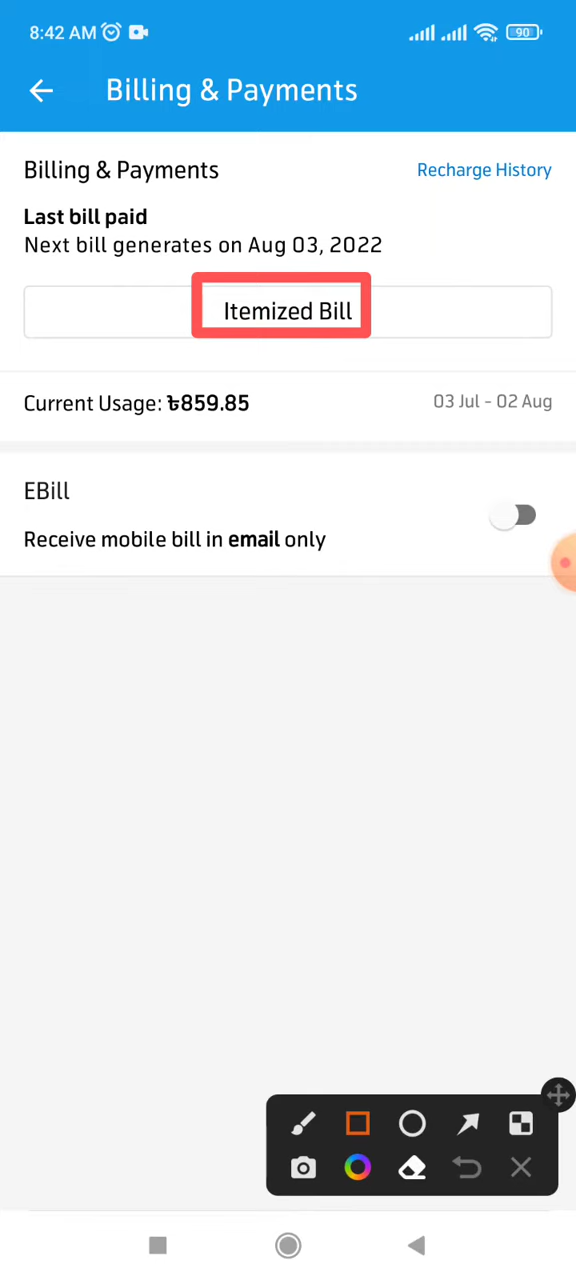 8:42 AM
90
Billing & Payments
Billing & Payments
Recharge History
Last bill paid
Next bill generates on Aug 03, 2022
Itemized Bill
Current Usage: ৳859.85
03 Jul - 02 Aug
EBill
Receive mobile bill in email only